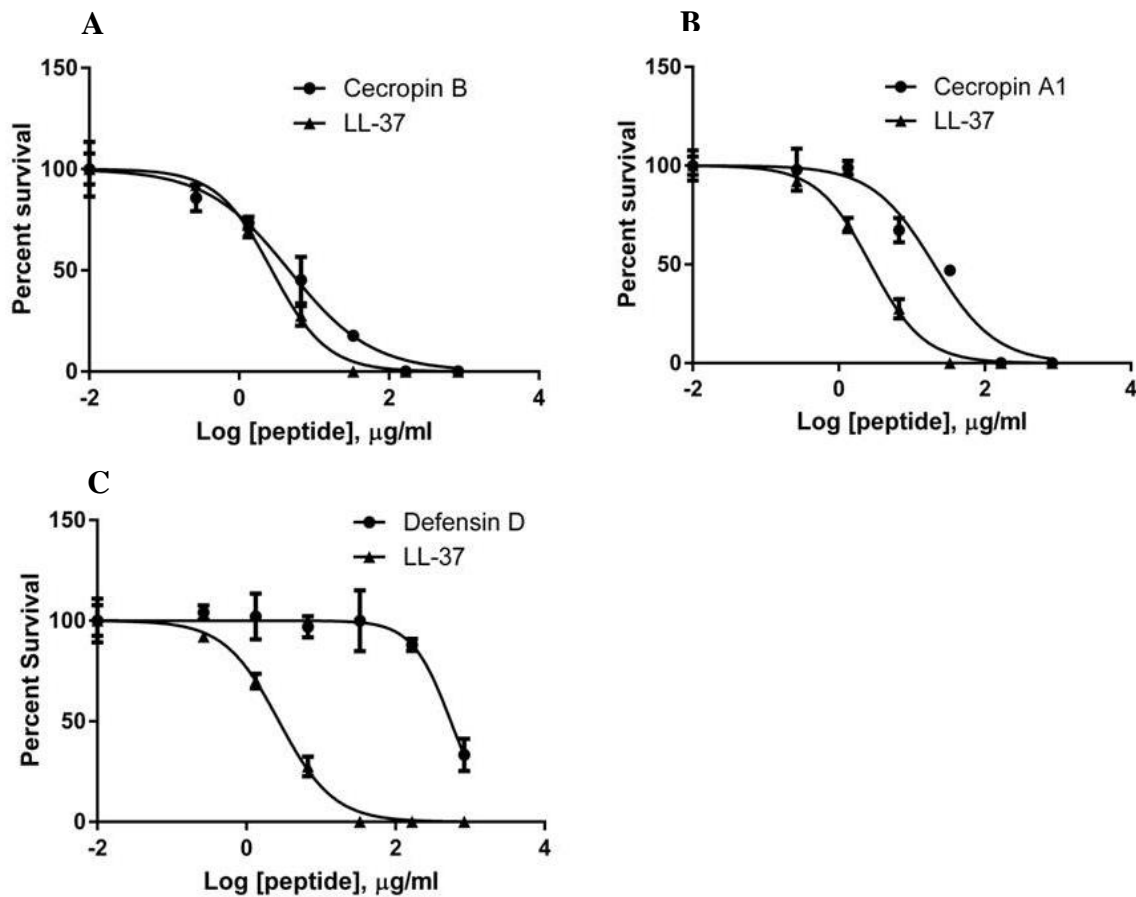 A
150
100
50
0
Percent survival
Cecropin B
LL-37
-2 0 2 4
Log [peptide], μg/ml
B
150
100
50
0
Percent survival
Cecropin A1
LL-37
-2 0 2 4
Log [peptide], μg/ml
C
150
100
50
0
Percent Survival
Defensin D
LL-37
-2 0 2 4
Log [peptide], μg/ml